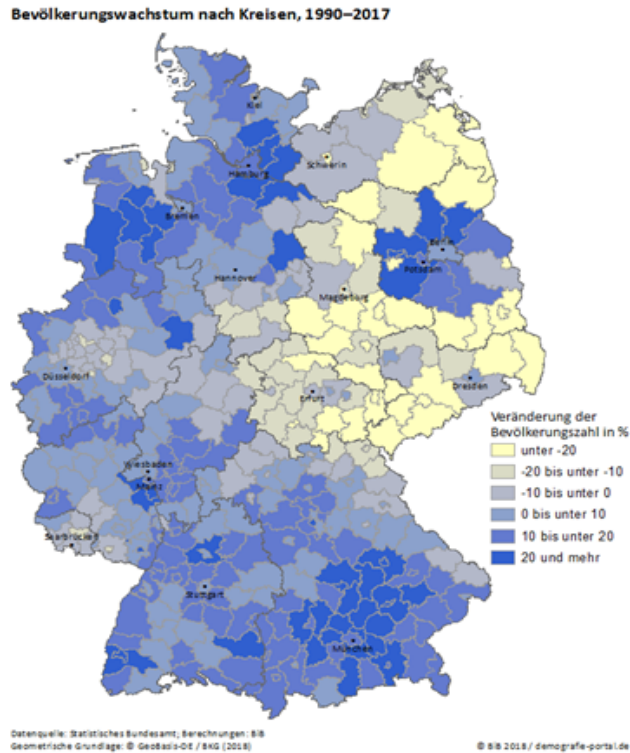 Bevölkerungswachstum nach Kreisen, 1990–2017
Kiel
Schwerin
Hamburg
Bremen
Berlin
Potsdam
Hannover
Magdeburg
Düsseldorf
Dresden
Erfurt
Wiesbaden
Mainz
Saarbrücken
Stuttgart
München
Veränderung der
Bevölkerungszahl in %
unter -20
-20 bis unter -10
-10 bis unter 0
0 bis unter 10
10 bis unter 20
20 und mehr
Datenquelle: Statistisches Bundesamt; Berechnungen: BiB
Geometrische Grundlage: © GeoBasis-DE / BKG (2018)
© BiB 2018 / demografie-portal.de